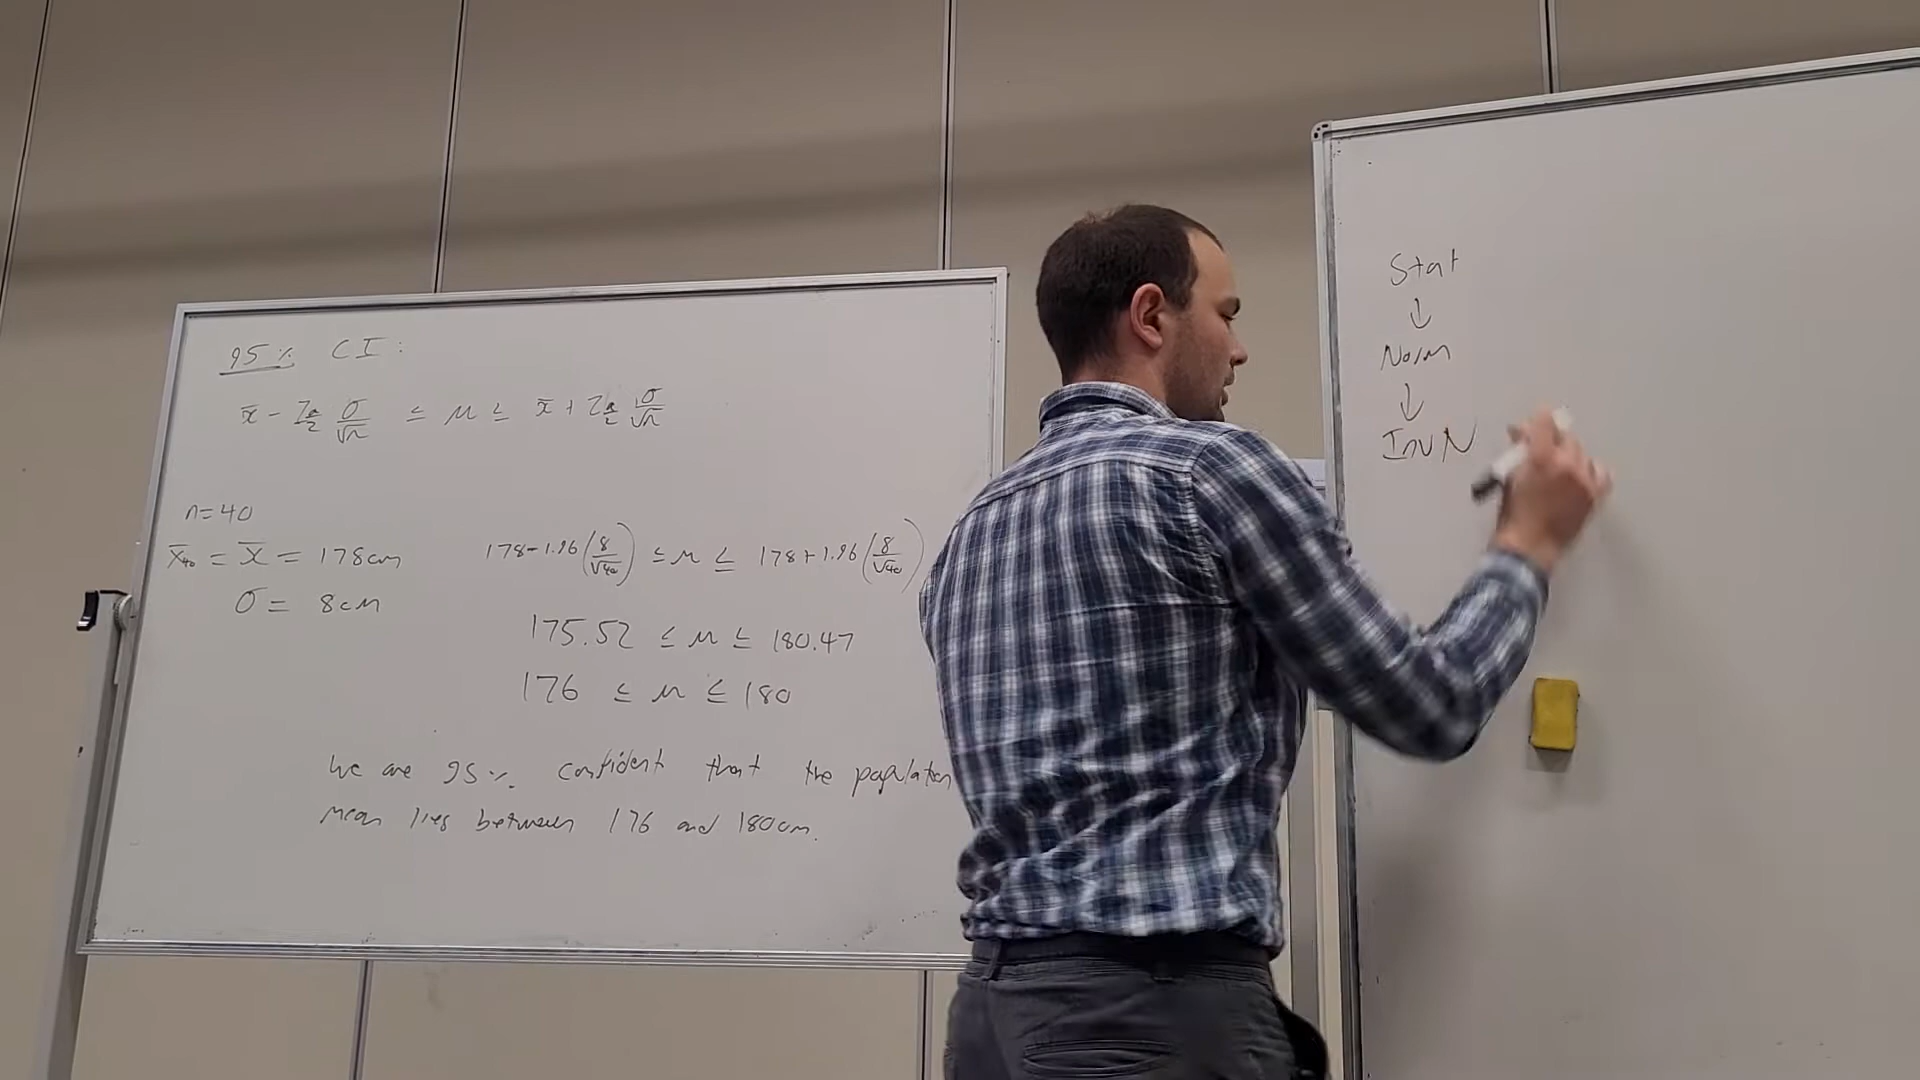 95% CI:
x̄ - Zα/2 σ/√n ≤ μ ≤ x̄ + Zα/2 σ/√n
n=40
x̄₄₀ = x̄ = 178cm
σ = 8cm
178-1.96(8/√40) ≤ μ ≤ 178+1.96(8/√40)
175.52 ≤ μ ≤ 180.47
176 ≤ μ ≤ 180
We are 95% confident that the population
mean lies between 176 and 180cm.
Stat
↓
Norm
↓
InvN